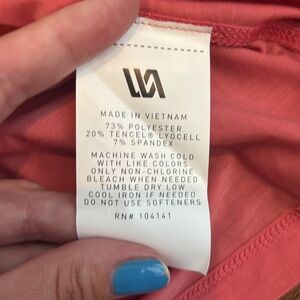 MADE IN VIETNAM
73% POLYESTER
20% TENCEL® LYOCELL
7% SPANDEX
MACHINE WASH COLD
WITH LIKE COLORS
ONLY NON-CHLORINE
BLEACH WHEN NEEDED
TUMBLE DRY LOW
COOL IRON IF NEEDED
DO NOT USE SOFTENERS
RN# 104141